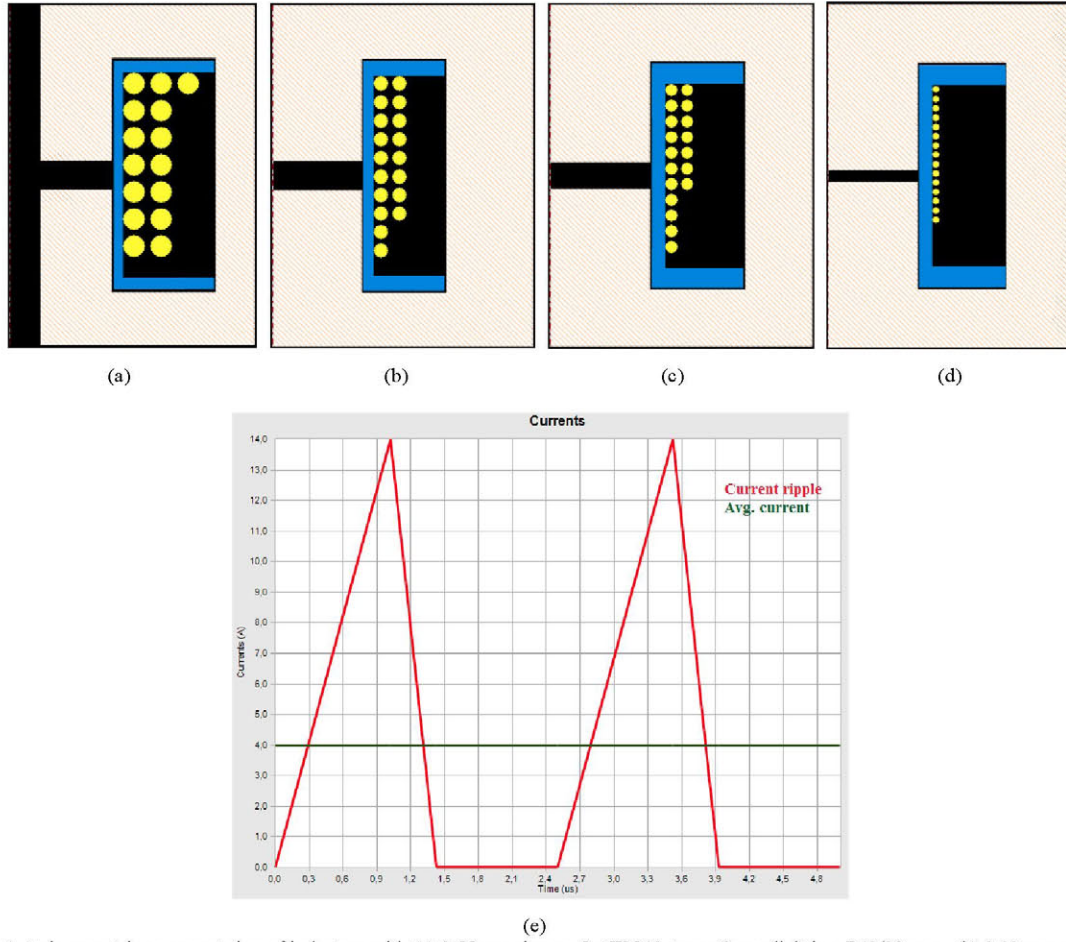 (a)
(b)
(c)
(d)
Currents
14,0
13,0
12,0
11,0
10,0
9,0
8,0
7,0
6,0
5,0
4,0
3,0
2,0
1,0
0,0
Currents (A)
Current ripple
Avg. current
0,0 0,3 0,6 0,9 1,2 1,5 1,8 2,1 2,4 2,7 3,0 3,3 3,6 3,9 4,2 4,5 4,8
Time (us)
(e)